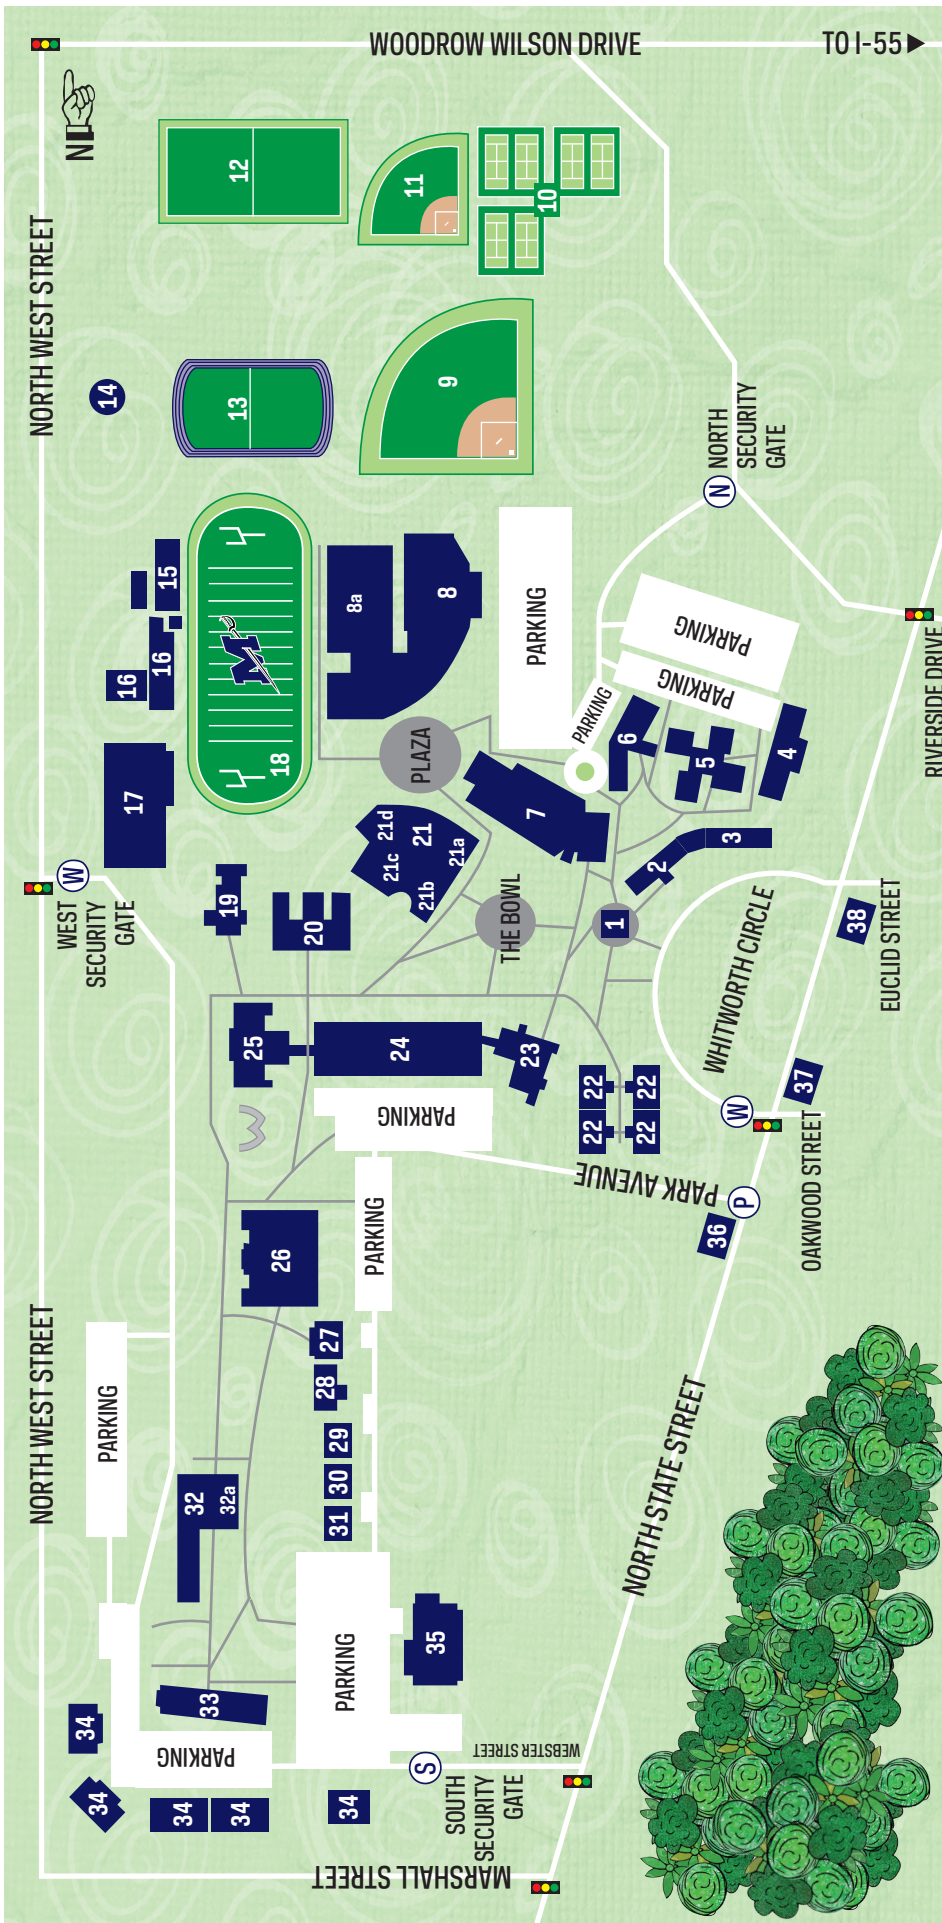 WOODROW WILSON DRIVE
TO I-55
N
NORTH WEST STREET
12
11
10
14
13
9
NORTH
SECURITY
GATE
N
15
16
16
8a
8
PARKING
PARKING
PARKING
PARKING
RIVERSIDE DRIVE
18
M
17
PLAZA
6
5
4
7
3
2
21d
21
21c
21a
21b
W
WEST
SECURITY
GATE
19
20
THE BOWL
1
38
EUCLID STREET
WHITWORTH CIRCLE
25
24
23
22
22
22
22
37
W
OAKWOOD STREET
PARKING
PARK AVENUE
P
36
PARKING
26
27
28
29
30
31
NORTH WEST STREET
PARKING
32
32a
NORTH STATE STREET
PARKING
35
33
34
PARKING
34
34
34
34
S
SOUTH
SECURITY
GATE
WEBSTER STREET
MARSHALL STREET